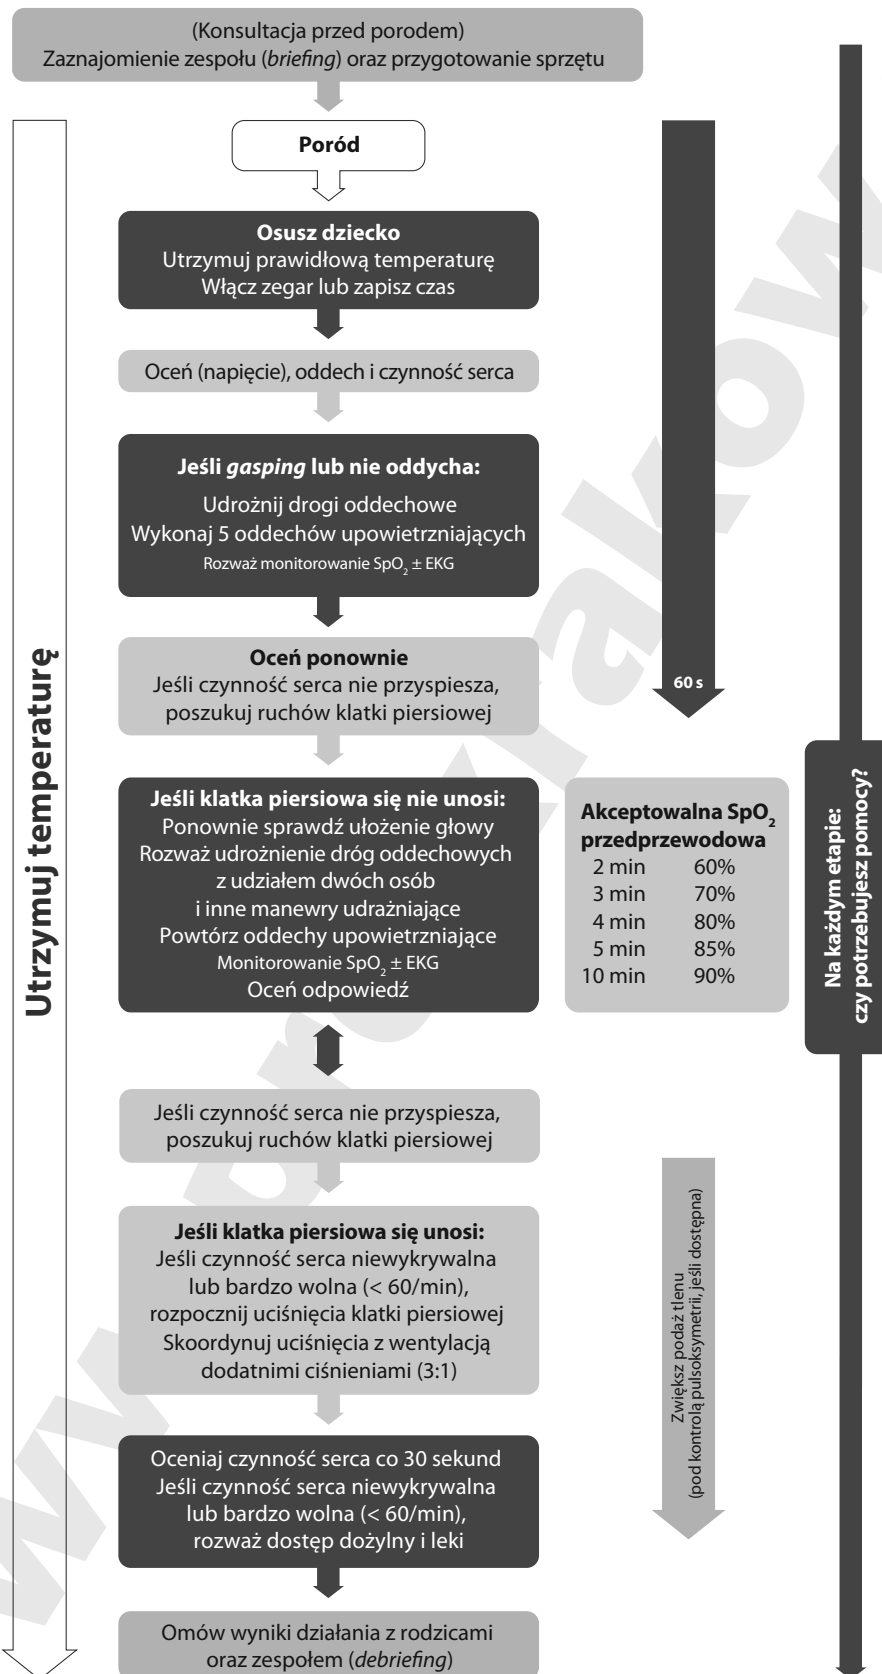 (Konsultacja przed porodem)
Zaznajomienie zespołu (briefing) oraz przygotowanie sprzętu
Poród
Osusz dziecko
Utrzymuj prawidłową temperaturę
Włącz zegar lub zapisz czas
Oceń (napięcie), oddech i czynność serca
Jeśli gasping lub nie oddycha:
Udrożnij drogi oddechowe
Wykonaj 5 oddechów upowietrzniających
Rozważ monitorowanie SpO₂ ± EKG
Oceń ponownie
Jeśli czynność serca nie przyspiesza,
poszukuj ruchów klatki piersiowej
60 s
Jeśli klatka piersiowa się nie unosi:
Ponownie sprawdź ułożenie głowy
Rozważ udrożnienie dróg oddechowych
z udziałem dwóch osób
i inne manewry udrażniające
Powtórz oddechy upowietrzniające
Monitorowanie SpO₂ ± EKG
Oceń odpowiedź
Akceptowalna SpO₂
przedprzewodowa
2 min 60%
3 min 70%
4 min 80%
5 min 85%
10 min 90%
Jeśli czynność serca nie przyspiesza,
poszukuj ruchów klatki piersiowej
Jeśli klatka piersiowa się unosi:
Jeśli czynność serca niewykrywalna
lub bardzo wolna (< 60/min),
rozpocznij uciśnięcia klatki piersiowej
Skoordynuj uciśnięcia z wentylacją
dodatnimi ciśnieniami (3:1)
Oceniaj czynność serca co 30 sekund
Jeśli czynność serca niewykrywalna
lub bardzo wolna (< 60/min),
rozważ dostęp dożylny i leki
Omów wyniki działania z rodzicami
oraz zespołem (debriefing)
Utrzymuj temperaturę
Zwiększ podaż tlenu
(pod kontrolą pulsoksymetrii, jeśli dostępna)
Na każdym etapie:
czy potrzebujesz pomocy?